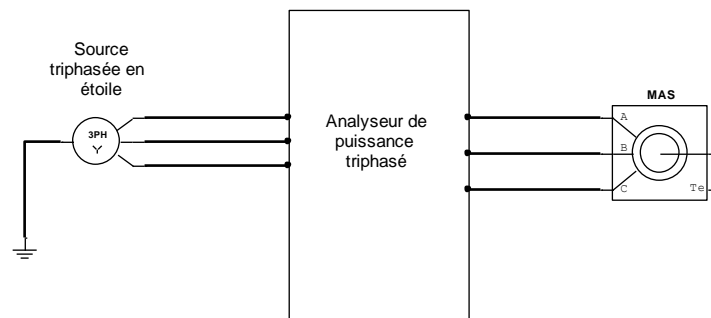 Source
triphasée en
étoile
3PH
Y
Analyseur de
puissance
triphasé
MAS
A
B
C
Te